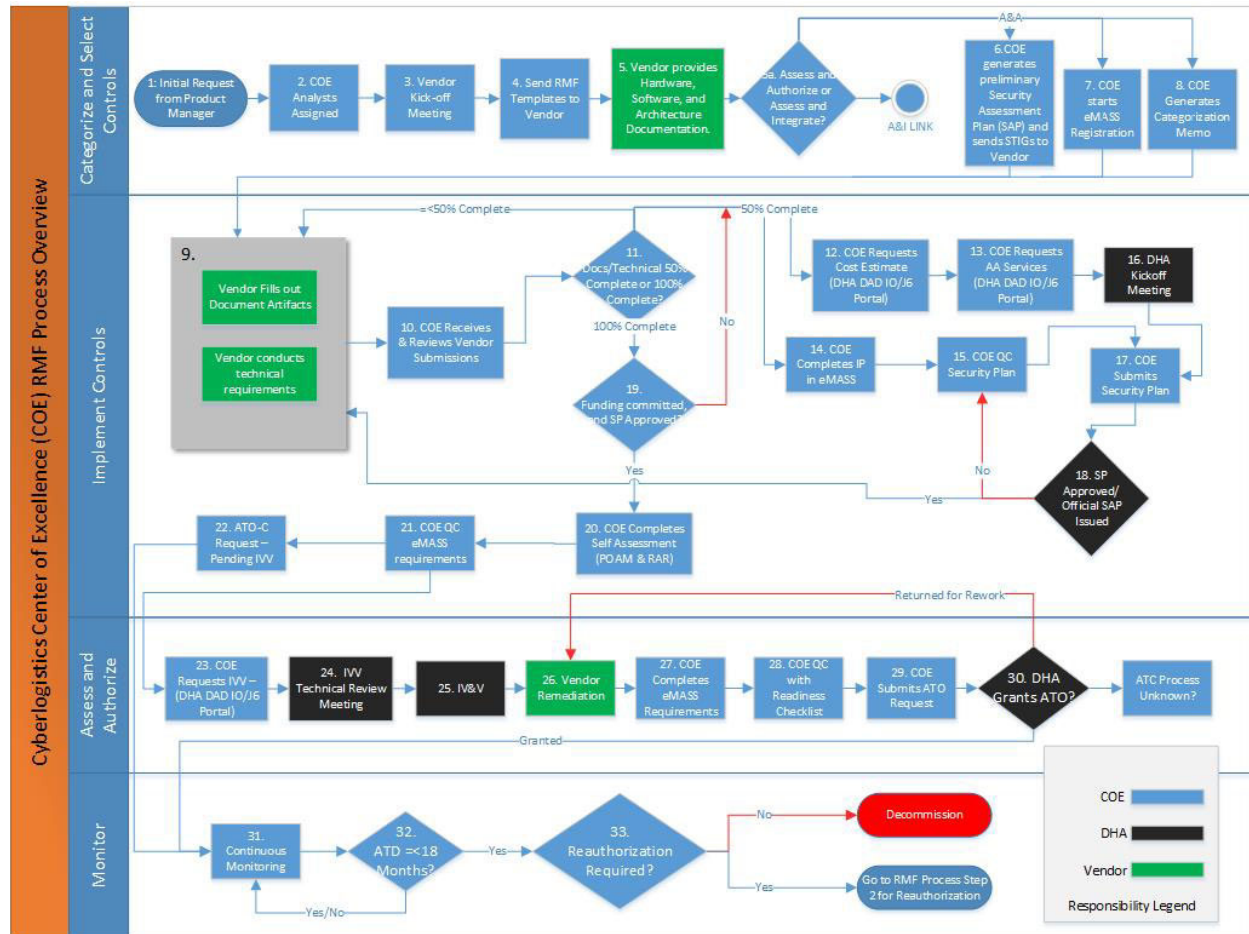 Cyberlogistics Center of Excellence (COE) RMF Process Overview
Categorize and Select
Controls
1: Initial Request
from Product
Manager
2. COE
Analysts
Assigned
3. Vendor
Kick-off
Meeting
4. Send RMF
Templates to
Vendor
5. Vendor provides
Hardware,
Software, and
Architecture
Documentation.
5a. Assess and
Authorize or
Assess and
Integrate?
A&I LINK
A&A
6.COE
generates
preliminary
Security
Assessment
Plan (SAP) and
sends STIGs to
Vendor
7. COE
starts
eMASS
Registration
8. COE
Generates
Categorization
Memo
Implement Controls
=<50% Complete
50% Complete
9.
Vendor Fills out
Document Artifacts
Vendor conducts
technical
requirements
10. COE Receives
& Reviews Vendor
Submissions
11.
Docs/Technical 50%
Complete or 100%
Complete?
100% Complete
No
12. COE Requests
Cost Estimate
(DHA DAD IO/J6
Portal)
13. COE Requests
AA Services
(DHA DAD IO/J6
Portal)
16. DHA
Kickoff
Meeting
14. COE
Completes IP
in eMASS
15. COE QC
Security Plan
17. COE
Submits
Security Plan
19.
Funding committed,
and SP Approved?
Yes
No
Yes
18. SP
Approved/
Official SAP
Issued
22. ATO-C
Request –
Pending IVV
21. COE QC
eMASS
requirements
20. COE Completes
Self Assessment
(POAM & RAR)
Assess and
Authorize
Returned for Rework
23. COE
Requests IVV –
(DHA DAD IO/J6
Portal)
24. IVV
Technical Review
Meeting
25. IV&V
26. Vendor
Remediation
27. COE
Completes
eMASS
Requirements
28. COE QC
with
Readiness
Checklist
29. COE
Submits ATO
Request
30. DHA
Grants ATO?
ATC Process
Unknown?
Granted
Monitor
31.
Continuous
Monitoring
32.
ATD =<18
Months?
Yes
Yes/No
33.
Reauthorization
Required?
No
Decommission
Yes
Go to RMF Process Step
2 for Reauthorization
COE
DHA
Vendor
Responsibility Legend